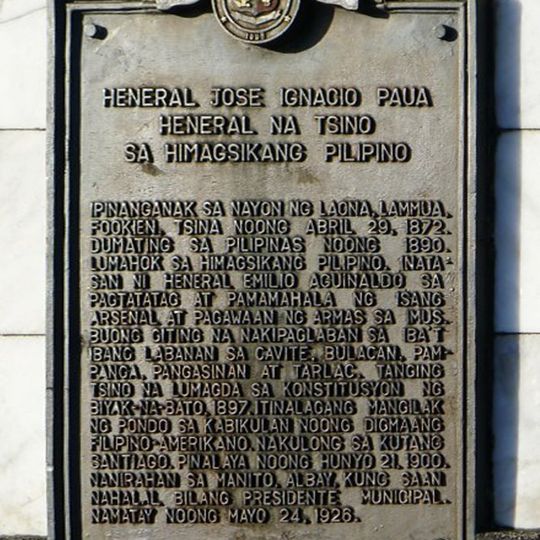 HENERAL JOSE IGNACIO PAUA
HENERAL NA TSINO
SA HIMAGSIKANG PILIPINO
IPINANGANAK SA NAYON NG LAONA, LAMMUA,
FOOKIEN, TSINA NOONG ABRIL 29, 1872.
DUMATING SA PILIPINAS NOONG 1890.
LUMAHOK SA HIMAGSIKANG PILIPINO. INATA-
SAN NI HENERAL EMILIO AGUINALDO SA
PAGTATATAG AT PAMAMAHALA NG ISANG
ARSENAL AT PAGAWAAN NG ARMAS SA MUS.
BUONG GITING NA NAKIPAGLABAN SA IBA'T
IBANG LABANAN SA CAVITE, BULACAN, PAM-
PANGA, PANGASINAN AT TARLAC. TANGING
TSINO NA LUMAGDA SA KONSTITUSYON NG
BIYAK-NA-BATO, 1897. ITINALAGANG MANGILAK
NG PONDO SA KABIKULAN NOONG DIGMAANG
FILIPINO-AMERIKANO. NAKULONG SA KUTANG
SANTIAGO. PINALAYA NOONG HUNYO 21, 1900.
NANIRAHAN SA MANITO, ALBAY, KUNG SAAN
NAHALAL BILANG PRESIDENTE MUNICIPAL.
NAMATAY NOONG MAYO 24, 1926.